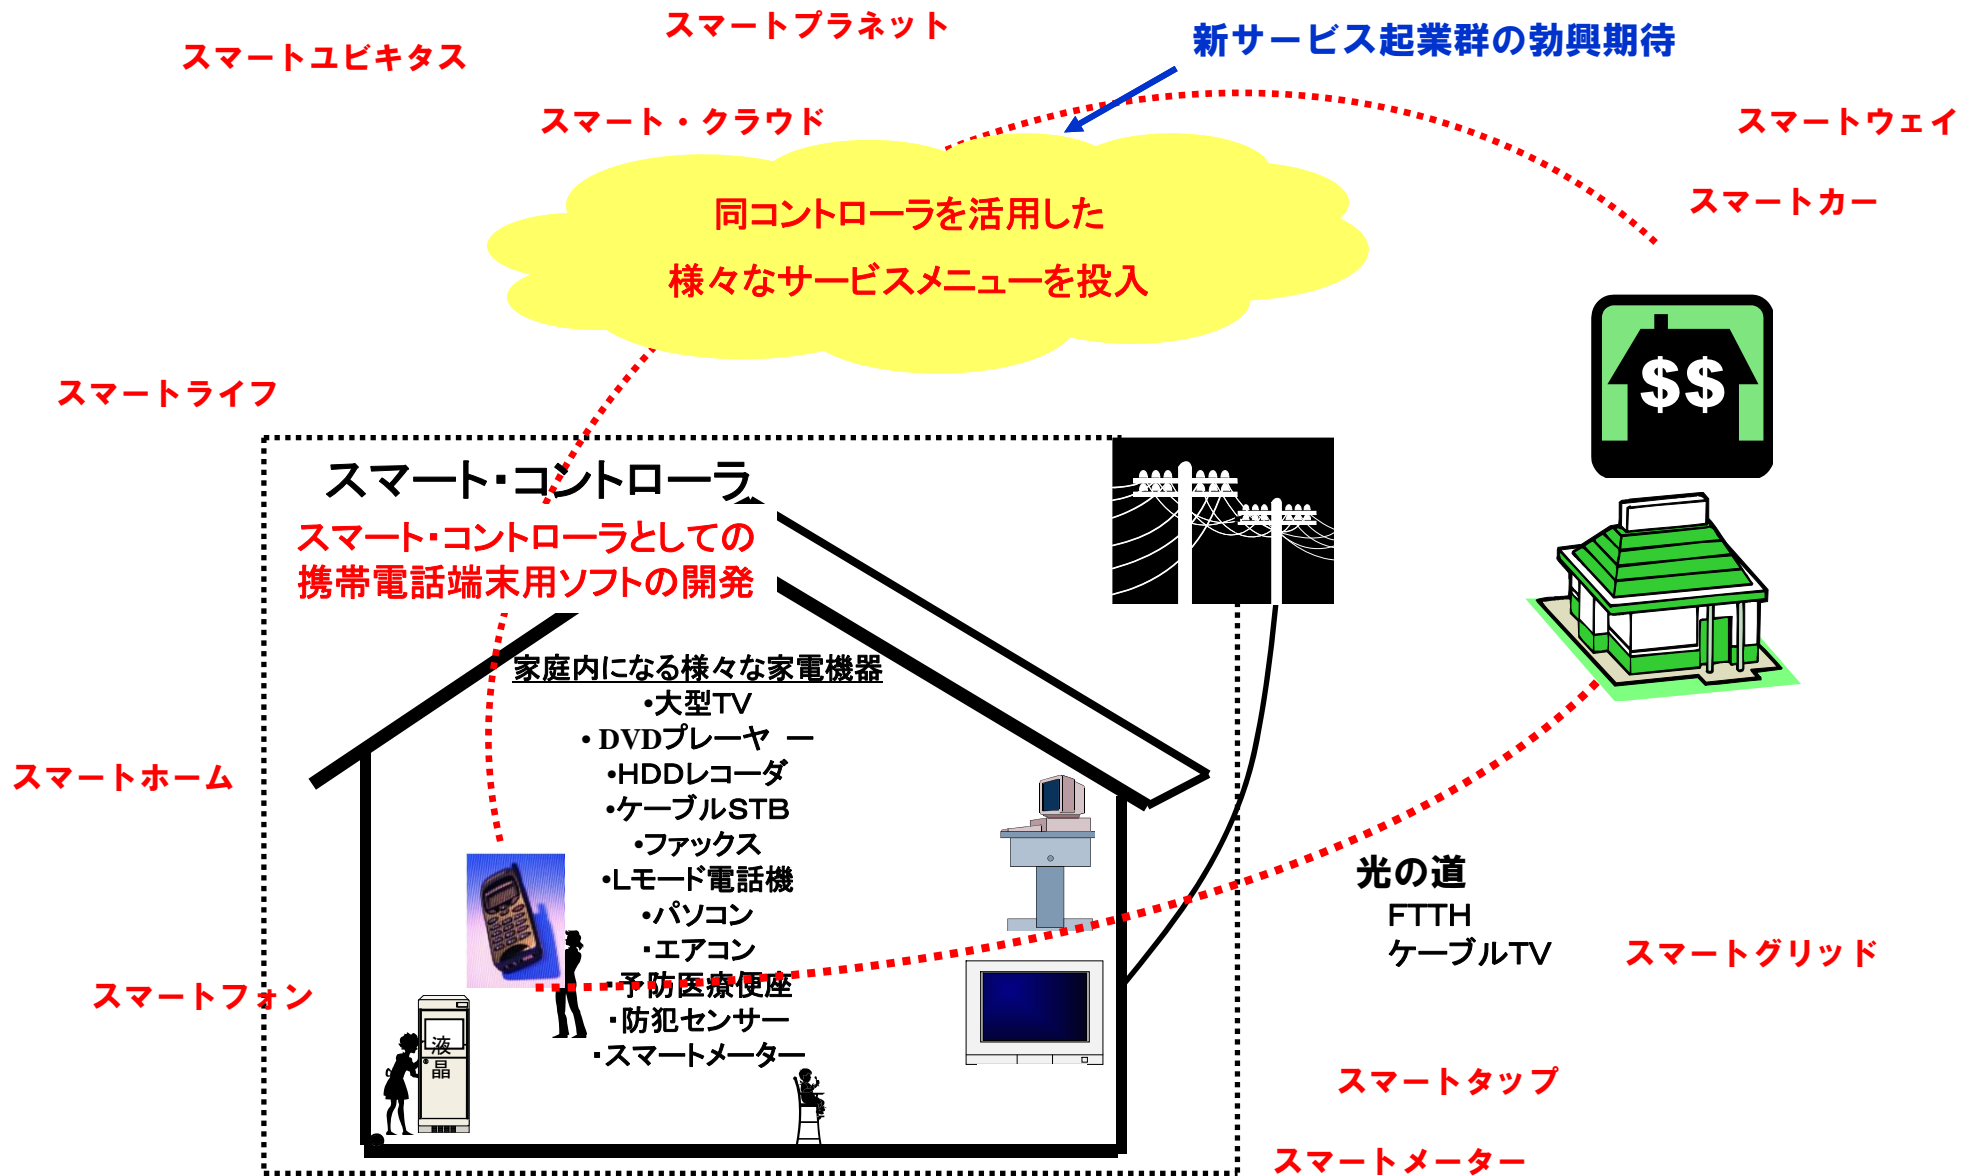 スマートプラネット
新サービス起業群の勃興期待
スマートユビキタス
スマート・クラウド
スマートウェイ
スマートカー
同コントローラを活用した
様々なサービスメニューを投入
$$
スマートライフ
スマート・コントローラ
スマート・コントローラとしての
携帯電話端末用ソフトの開発
家庭内になる様々な家電機器
・大型TV
・DVDプレーヤ ー
・HDDレコーダ
・ケーブルSTB
・ファックス
・Lモード電話機
・パソコン
・エアコン
・予防医療便座
・防犯センサー
・スマートメーター
スマートホーム
スマートフォン
液
晶
光の道
FTTH
ケーブルTV
スマートグリッド
スマートタップ
スマートメーター